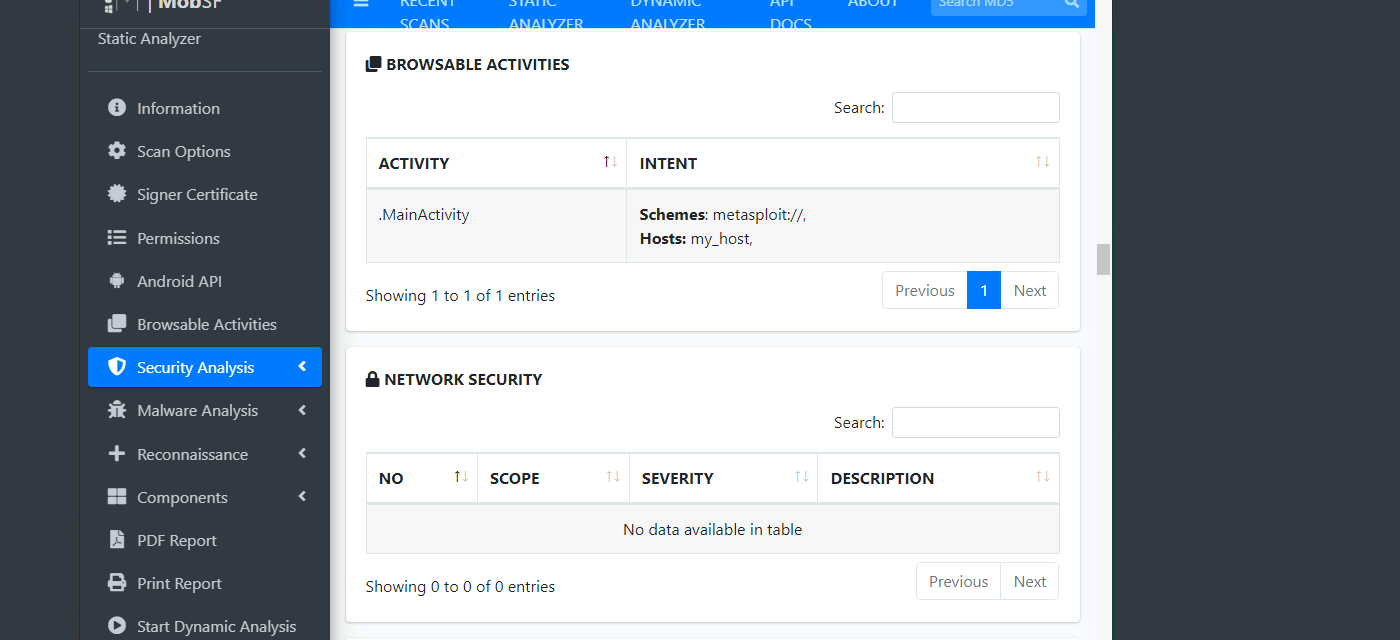 MobSF
RECENT SCANS
STATIC ANALYZER
DYNAMIC ANALYZER
API DOCS
ABOUT
Search MD5
Static Analyzer
Information
Scan Options
Signer Certificate
Permissions
Android API
Browsable Activities
Security Analysis
Malware Analysis
Reconnaissance
Components
PDF Report
Print Report
Start Dynamic Analysis
BROWSABLE ACTIVITIES
Search:
ACTIVITY INTENT
.MainActivity Schemes: metasploit://,
Hosts: my_host,
Showing 1 to 1 of 1 entries
Previous 1 Next
NETWORK SECURITY
Search:
NO SCOPE SEVERITY DESCRIPTION
No data available in table
Showing 0 to 0 of 0 entries
Previous Next